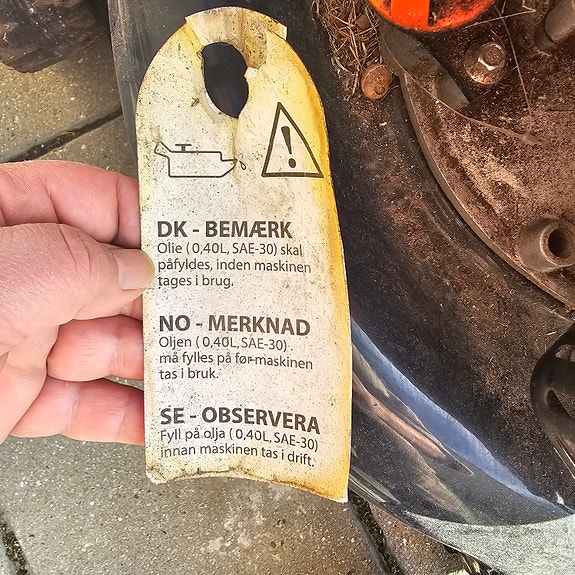 DK - BEMÆRK
Olie ( 0,40L, SAE-30) skal
påfyldes, inden maskinen
tages i brug.
NO - MERKNAD
Oljen ( 0,40L, SAE-30)
må fylles på før maskinen
tas i bruk.
SE - OBSERVERA
Fyll på olja ( 0,40L, SAE-30)
innan maskinen tas i drift.